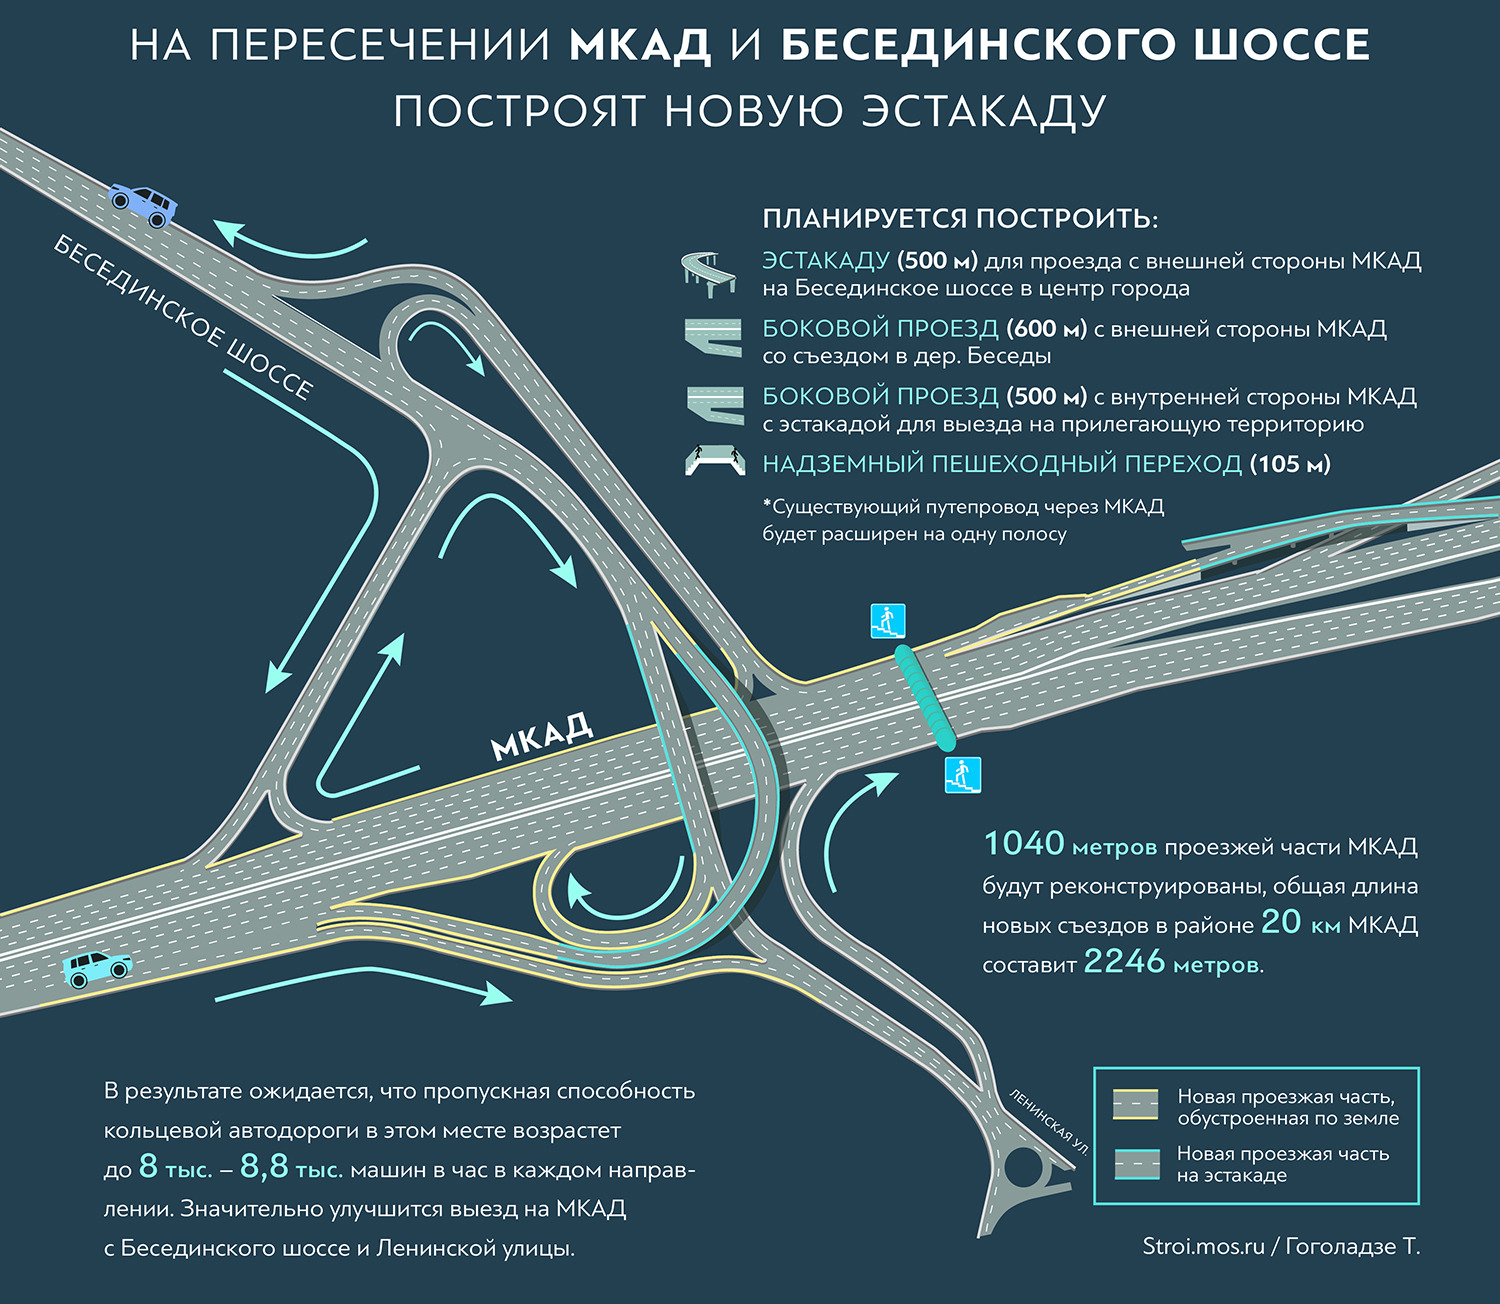 НА ПЕРЕСЕЧЕНИИ МКАД И БЕСЕДИНСКОГО ШОССЕ
ПОСТРОЯТ НОВУЮ ЭСТАКАДУ
БЕСЕДИНСКОЕ ШОССЕ
ПЛАНИРУЕТСЯ ПОСТРОИТЬ:
ЭСТАКАДУ (500 м) для проезда с внешней стороны МКАД
на Бесединское шоссе в центр города
БОКОВОЙ ПРОЕЗД (600 м) с внешней стороны МКАД
со съездом в дер. Беседы
БОКОВОЙ ПРОЕЗД (500 м) с внутренней стороны МКАД
с эстакадой для выезда на прилегающую территорию
НАДЗЕМНЫЙ ПЕШЕХОДНЫЙ ПЕРЕХОД (105 м)
*Существующий путепровод через МКАД
будет расширен на одну полосу
МКАД
1040 метров проезжей части МКАД
будут реконструированы, общая длина
новых съездов в районе 20 км МКАД
составит 2246 метров.
В результате ожидается, что пропускная способность
кольцевой автодороги в этом месте возрастет
до 8 тыс. – 8,8 тыс. машин в час в каждом направ-
лении. Значительно улучшится выезд на МКАД
с Бесединского шоссе и Ленинской улицы.
ЛЕНИНСКАЯ УЛ.
Новая проезжая часть,
обустроенная по земле
Новая проезжая часть
на эстакаде
Stroi.mos.ru / Гоголадзе Т.